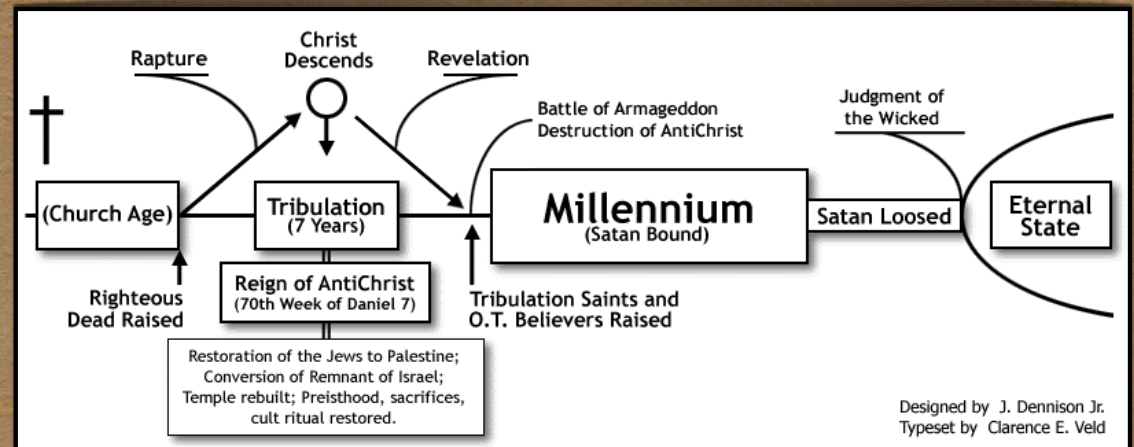 Rapture
Christ
Descends
Revelation
Battle of Armageddon
Destruction of AntiChrist
Judgment of
the Wicked
(Church Age)
Tribulation
(7 Years)
Millennium
(Satan Bound)
Satan Loosed
Eternal
State
Righteous
Dead Raised
Reign of AntiChrist
(70th Week of Daniel 7)
Tribulation Saints and
O.T. Believers Raised
Restoration of the Jews to Palestine;
Conversion of Remnant of Israel;
Temple rebuilt; Preisthood, sacrifices,
cult ritual restored.
Designed by J. Dennison Jr.
Typeset by Clarence E. Veld